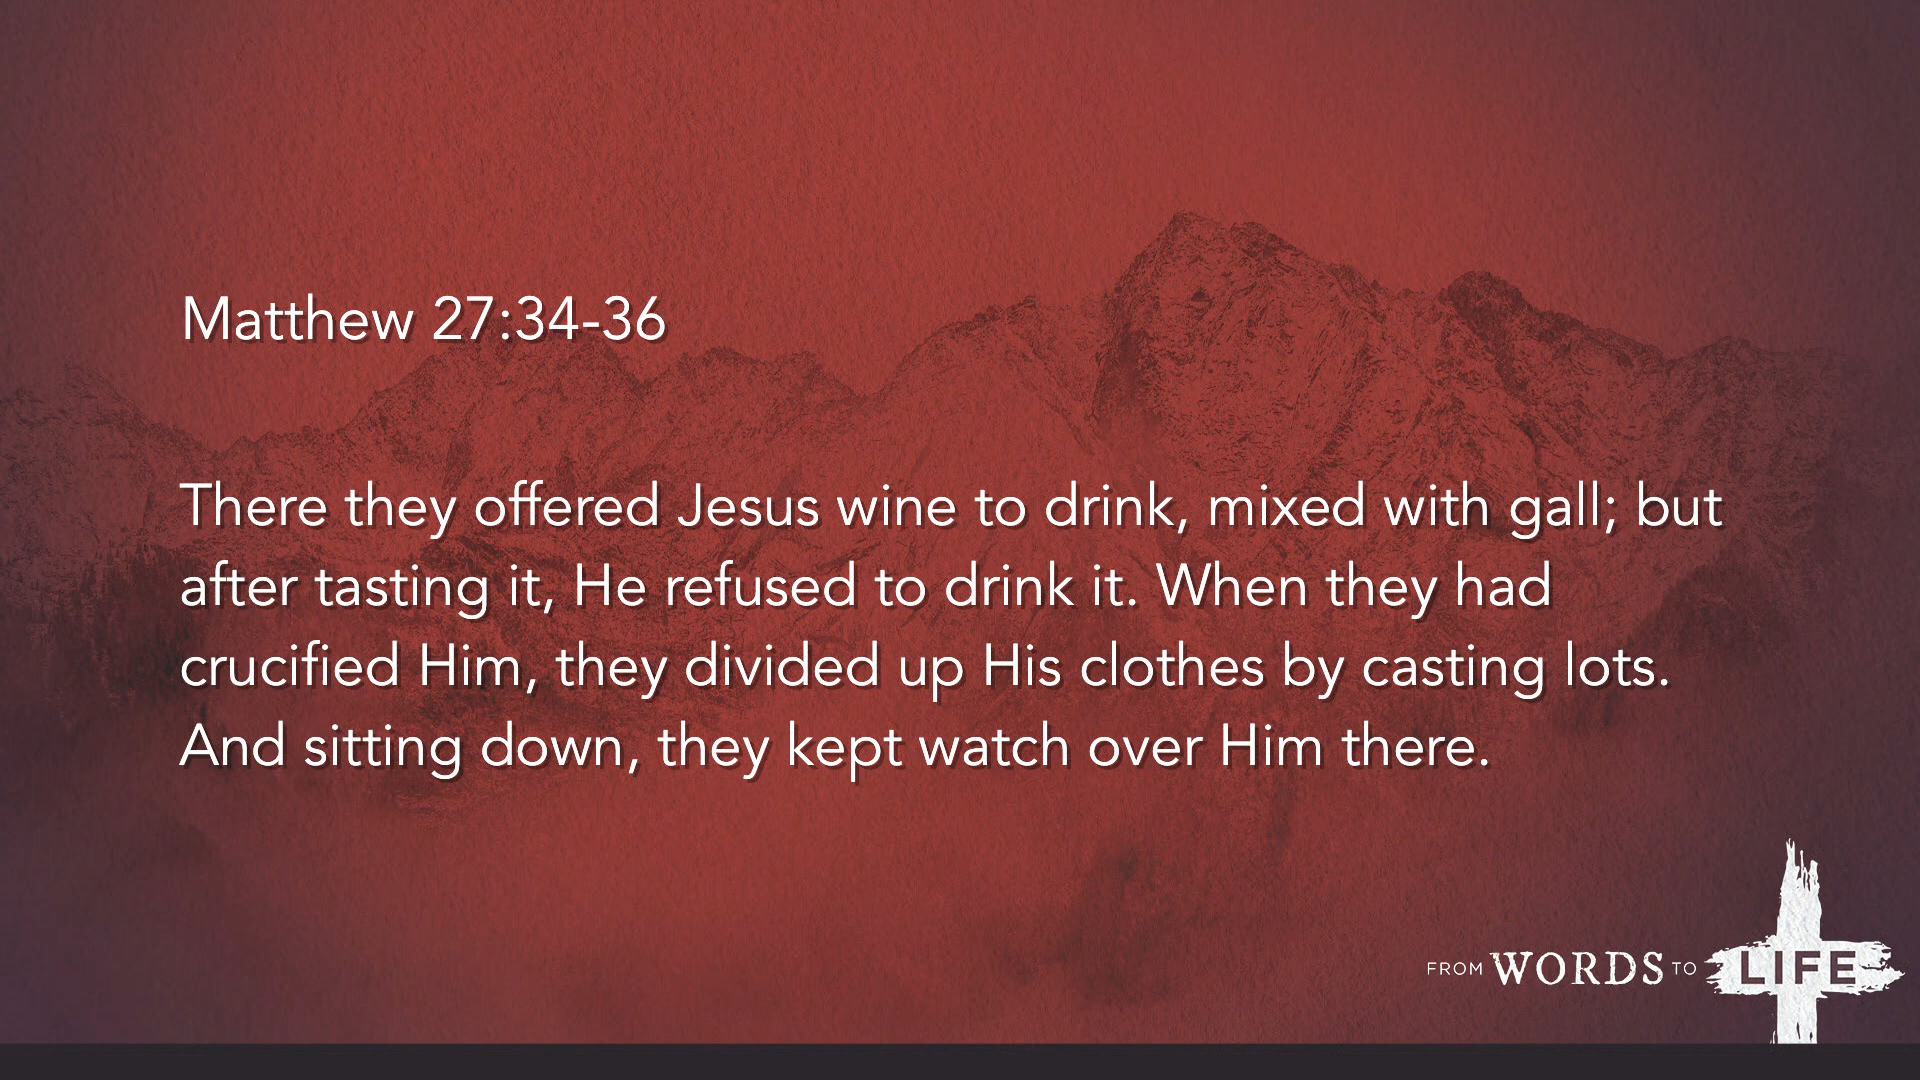 Matthew 27:34-36
There they offered Jesus wine to drink, mixed with gall; but
after tasting it, He refused to drink it. When they had
crucified Him, they divided up His clothes by casting lots.
And sitting down, they kept watch over Him there.
FROM WORDS TO LIFE